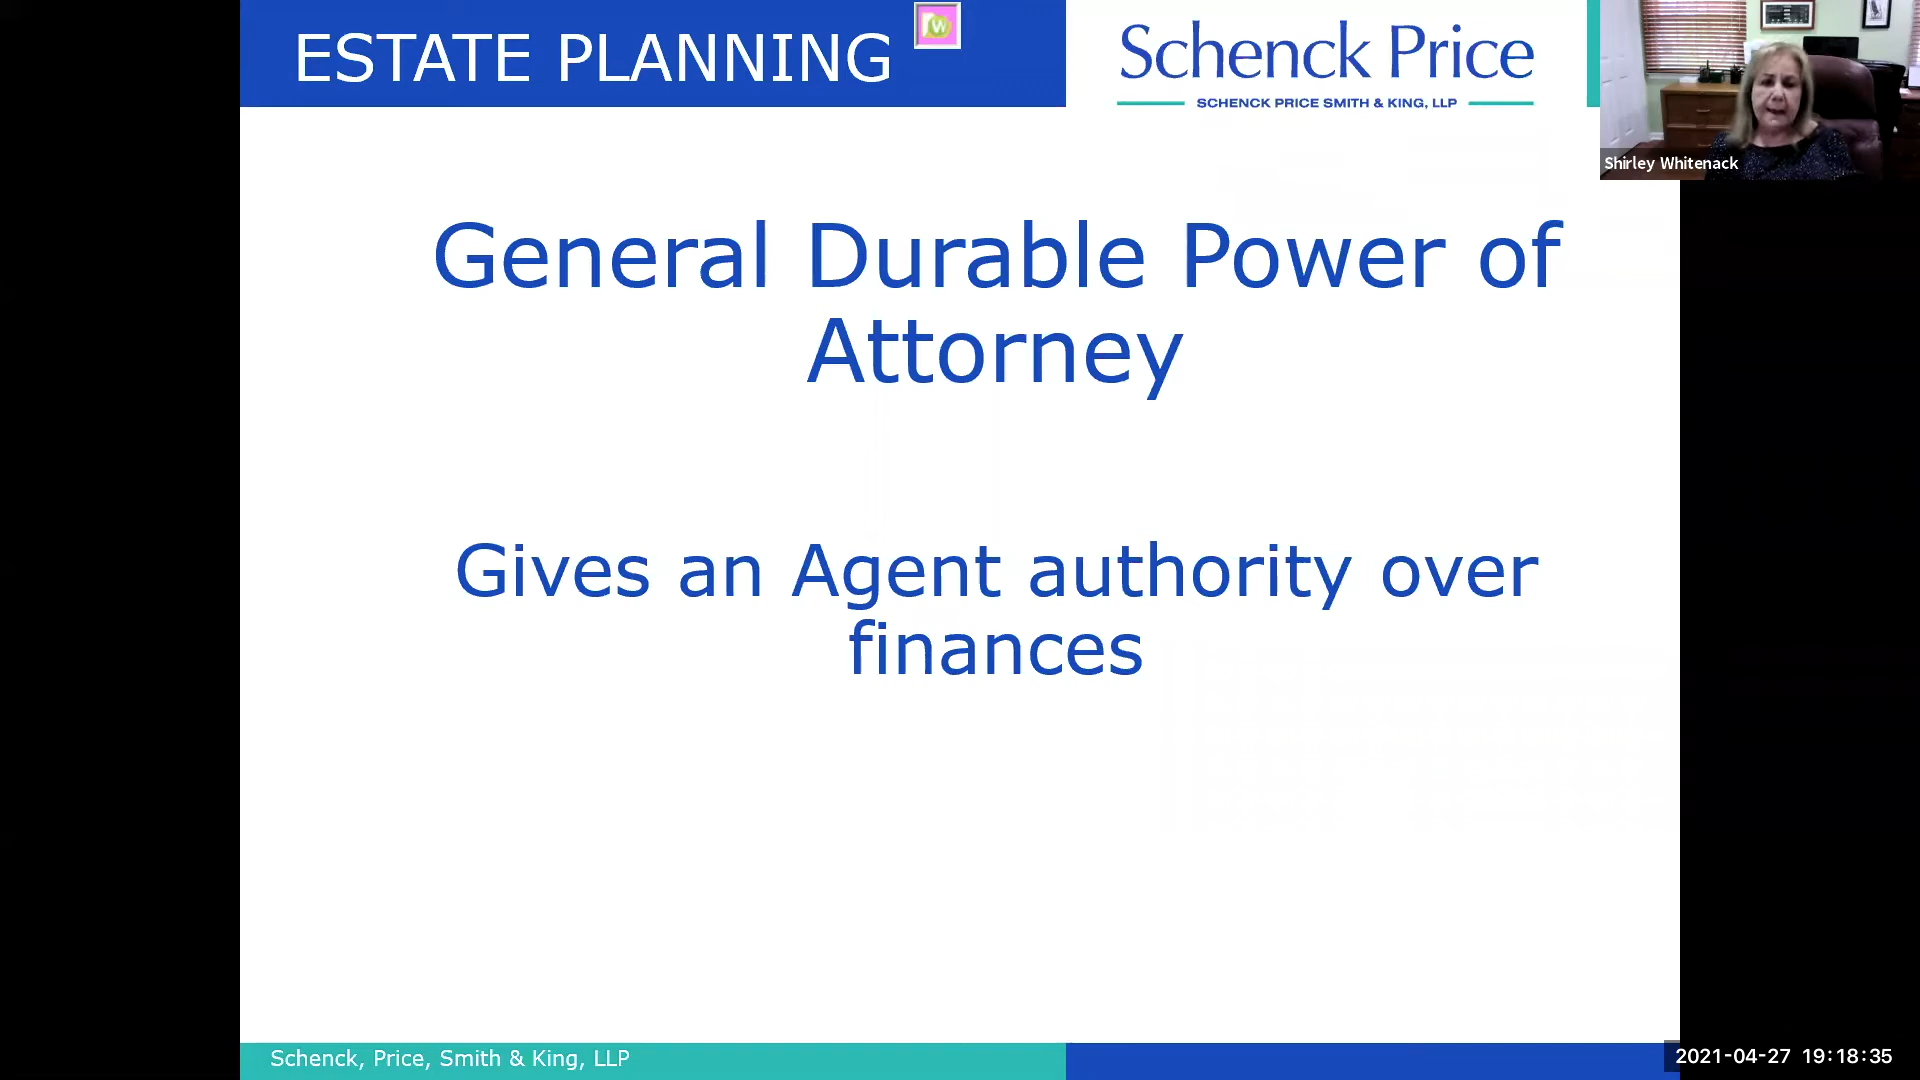 ESTATE PLANNING
W
Schenck Price
SCHENCK PRICE SMITH & KING, LLP
Shirley Whitenack
General Durable Power of
Attorney
Gives an Agent authority over
finances
Schenck, Price, Smith & King, LLP
2021-04-27 19:18:35